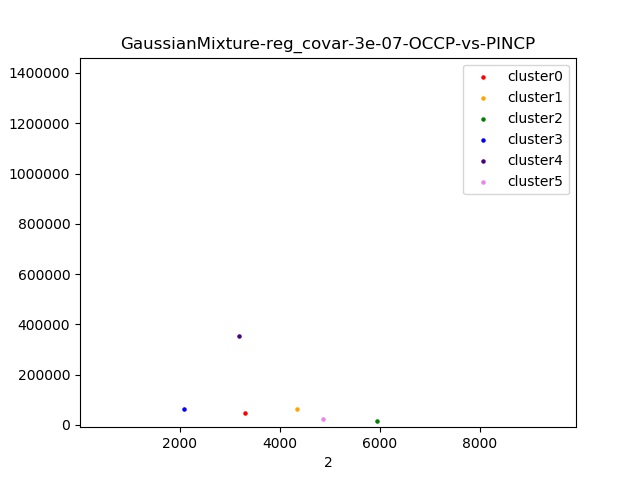 GaussianMixture-reg_covar-3e-07-OCCP-vs-PINCP
1400000
1200000
1000000
800000
600000
400000
200000
0
cluster0
cluster1
cluster2
cluster3
cluster4
cluster5
2000 4000 6000 8000
2